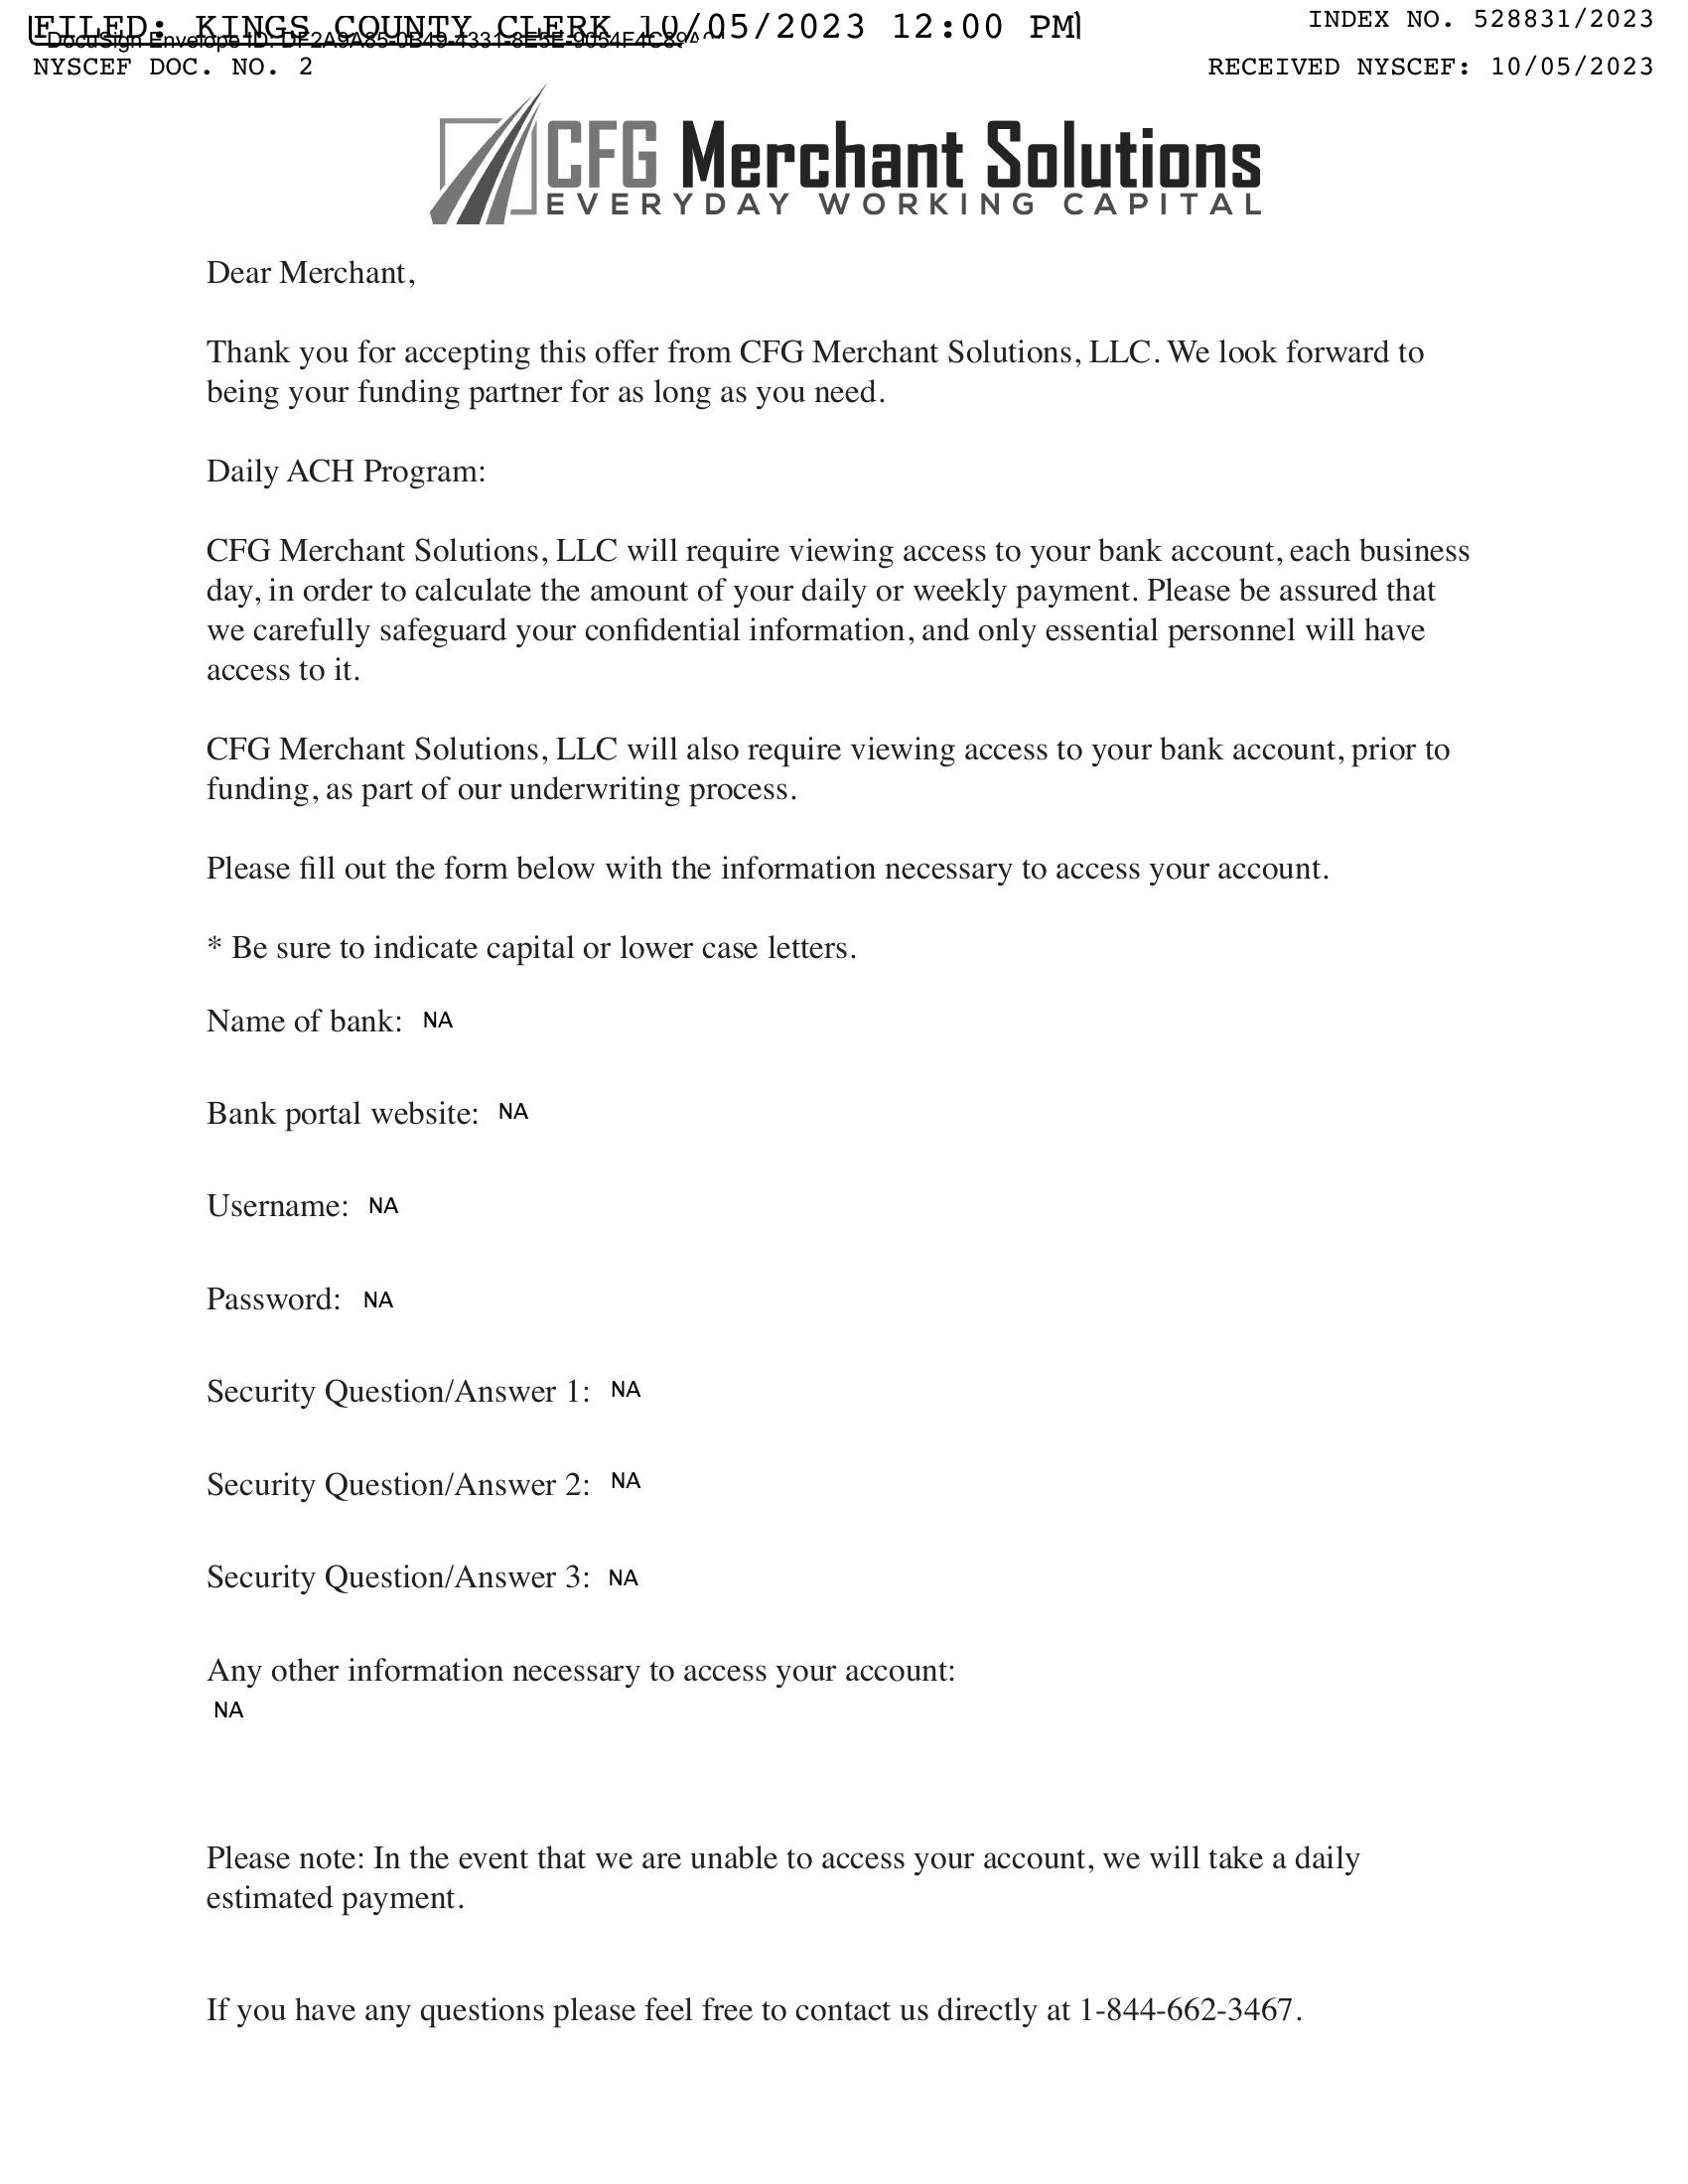 FILED: KINGS COUNTY CLERK 10/05/2023 12:00 PM
INDEX NO. 528831/2023
DocuSign Envelope ID: DF2A9A85-0B49-4331-8E5E-9054F4C89A
NYSCEF DOC. NO. 2
RECEIVED NYSCEF: 10/05/2023
CFG Merchant Solutions
EVERYDAY WORKING CAPITAL
Dear Merchant,
Thank you for accepting this offer from CFG Merchant Solutions, LLC. We look forward to
being your funding partner for as long as you need.
Daily ACH Program:
CFG Merchant Solutions, LLC will require viewing access to your bank account, each business
day, in order to calculate the amount of your daily or weekly payment. Please be assured that
we carefully safeguard your confidential information, and only essential personnel will have
access to it.
CFG Merchant Solutions, LLC will also require viewing access to your bank account, prior to
funding, as part of our underwriting process.
Please fill out the form below with the information necessary to access your account.
* Be sure to indicate capital or lower case letters.
Name of bank: NA
Bank portal website: NA
Username: NA
Password: NA
Security Question/Answer 1: NA
Security Question/Answer 2: NA
Security Question/Answer 3: NA
Any other information necessary to access your account:
NA
Please note: In the event that we are unable to access your account, we will take a daily
estimated payment.
If you have any questions please feel free to contact us directly at 1-844-662-3467.